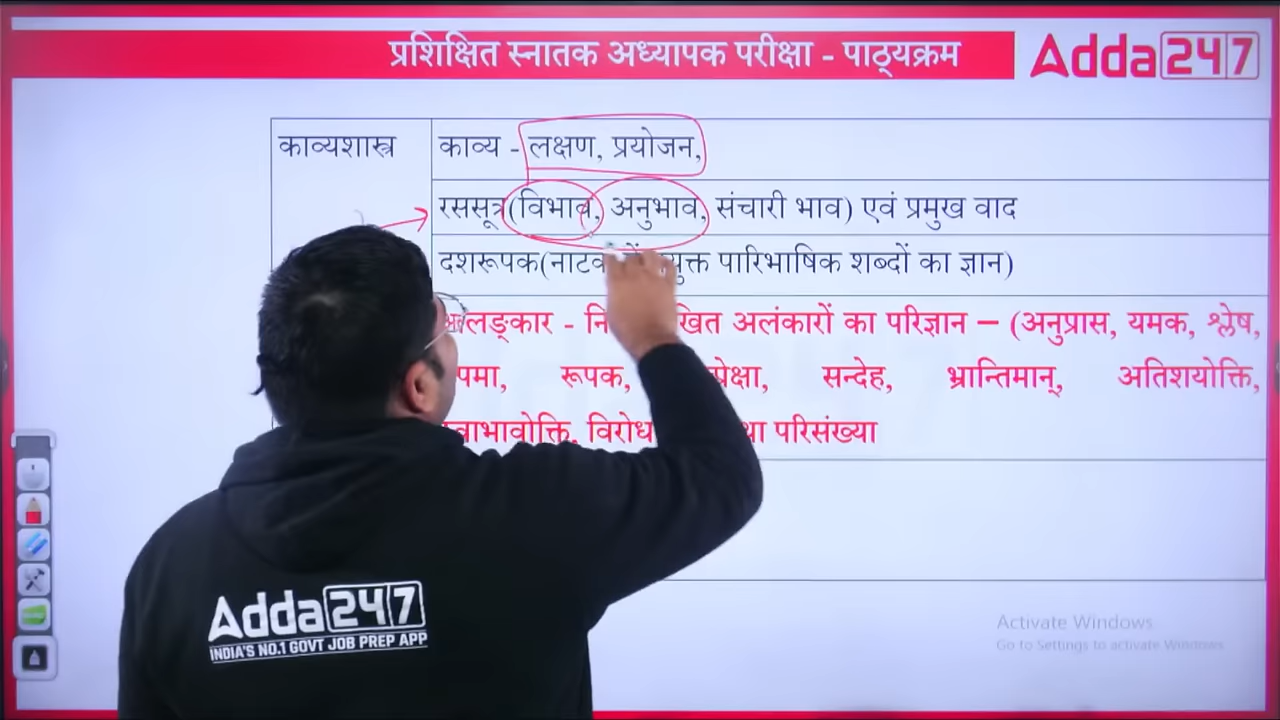 प्रशिक्षित स्नातक अध्यापक परीक्षा - पाठ्यक्रम
Adda247
काव्यशास्त्र
काव्य - लक्षण, प्रयोजन,
रससूत्र(विभाव, अनुभाव, संचारी भाव) एवं प्रमुख वाद
दशरूपक(नाटक पारिभाषिक शब्दों का ज्ञान)
अलङ्कार - अलंकारों का परिज्ञान – (अनुप्रास, यमक, श्लेष,
रूपक, सन्देह, भ्रान्तिमान्, अतिशयोक्ति,
परिसंख्या
Adda247
INDIA'S NO.1 GOVT JOB PREP APP
Activate Windows
Go to Settings to activate Windows.